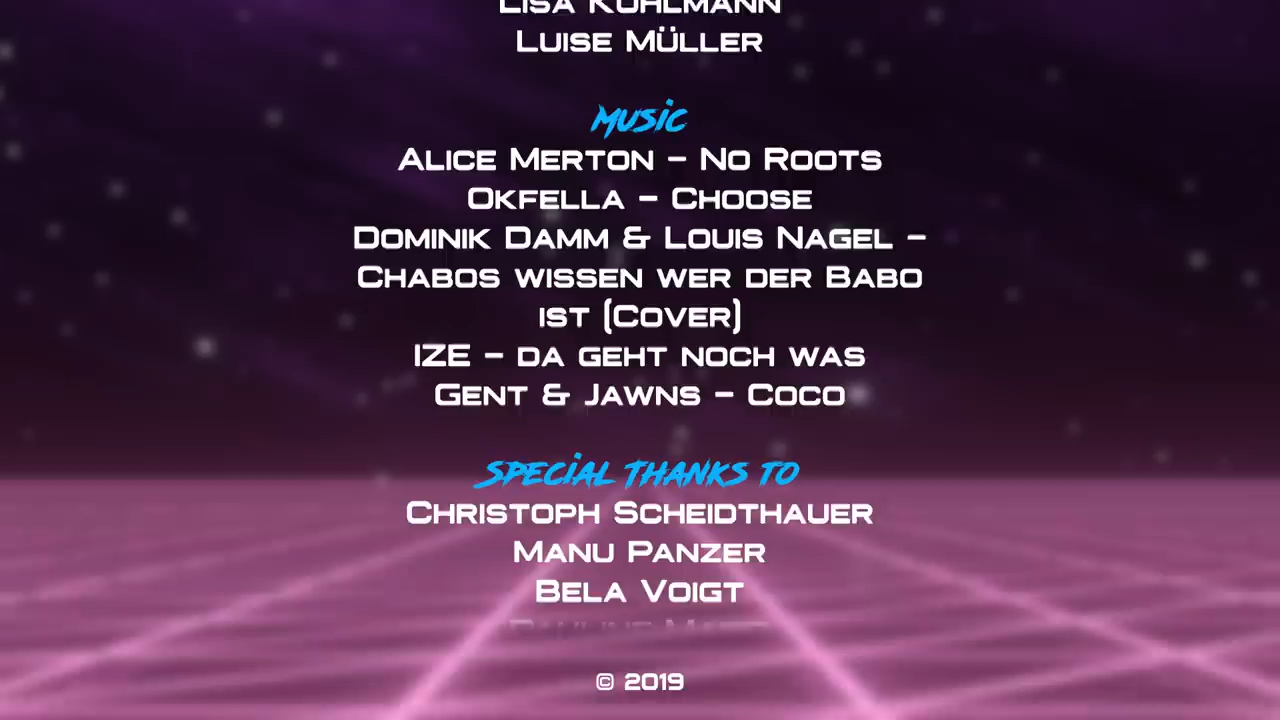 Lisa Kuhlmann
Luise Müller
Music
Alice Merton – No Roots
Okfella – Choose
Dominik Damm & Louis Nagel –
Chabos wissen wer der Babo
ist (Cover)
IZE – da geht noch was
Gent & Jawns – Coco
Special Thanks to
Christoph Scheidthauer
Manu Panzer
Bela Voigt
© 2019